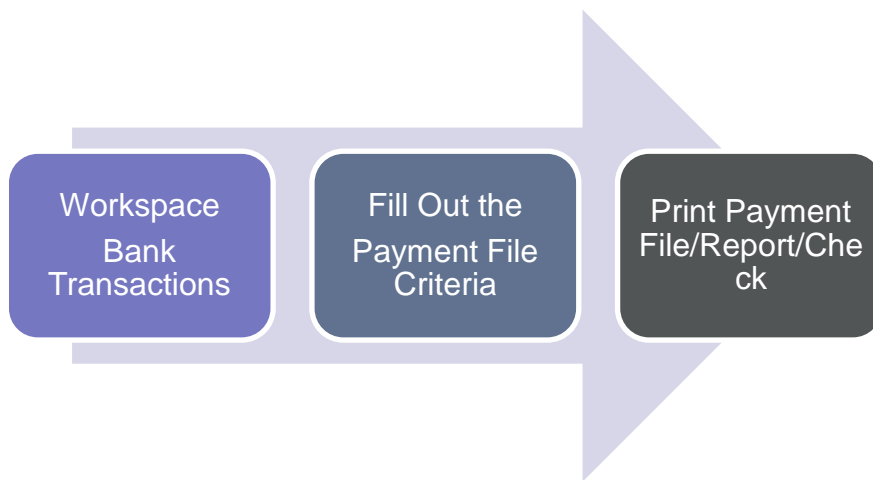 Workspace
Bank
Transactions
Fill Out the
Payment File
Criteria
Print Payment
File/Report/Che
ck